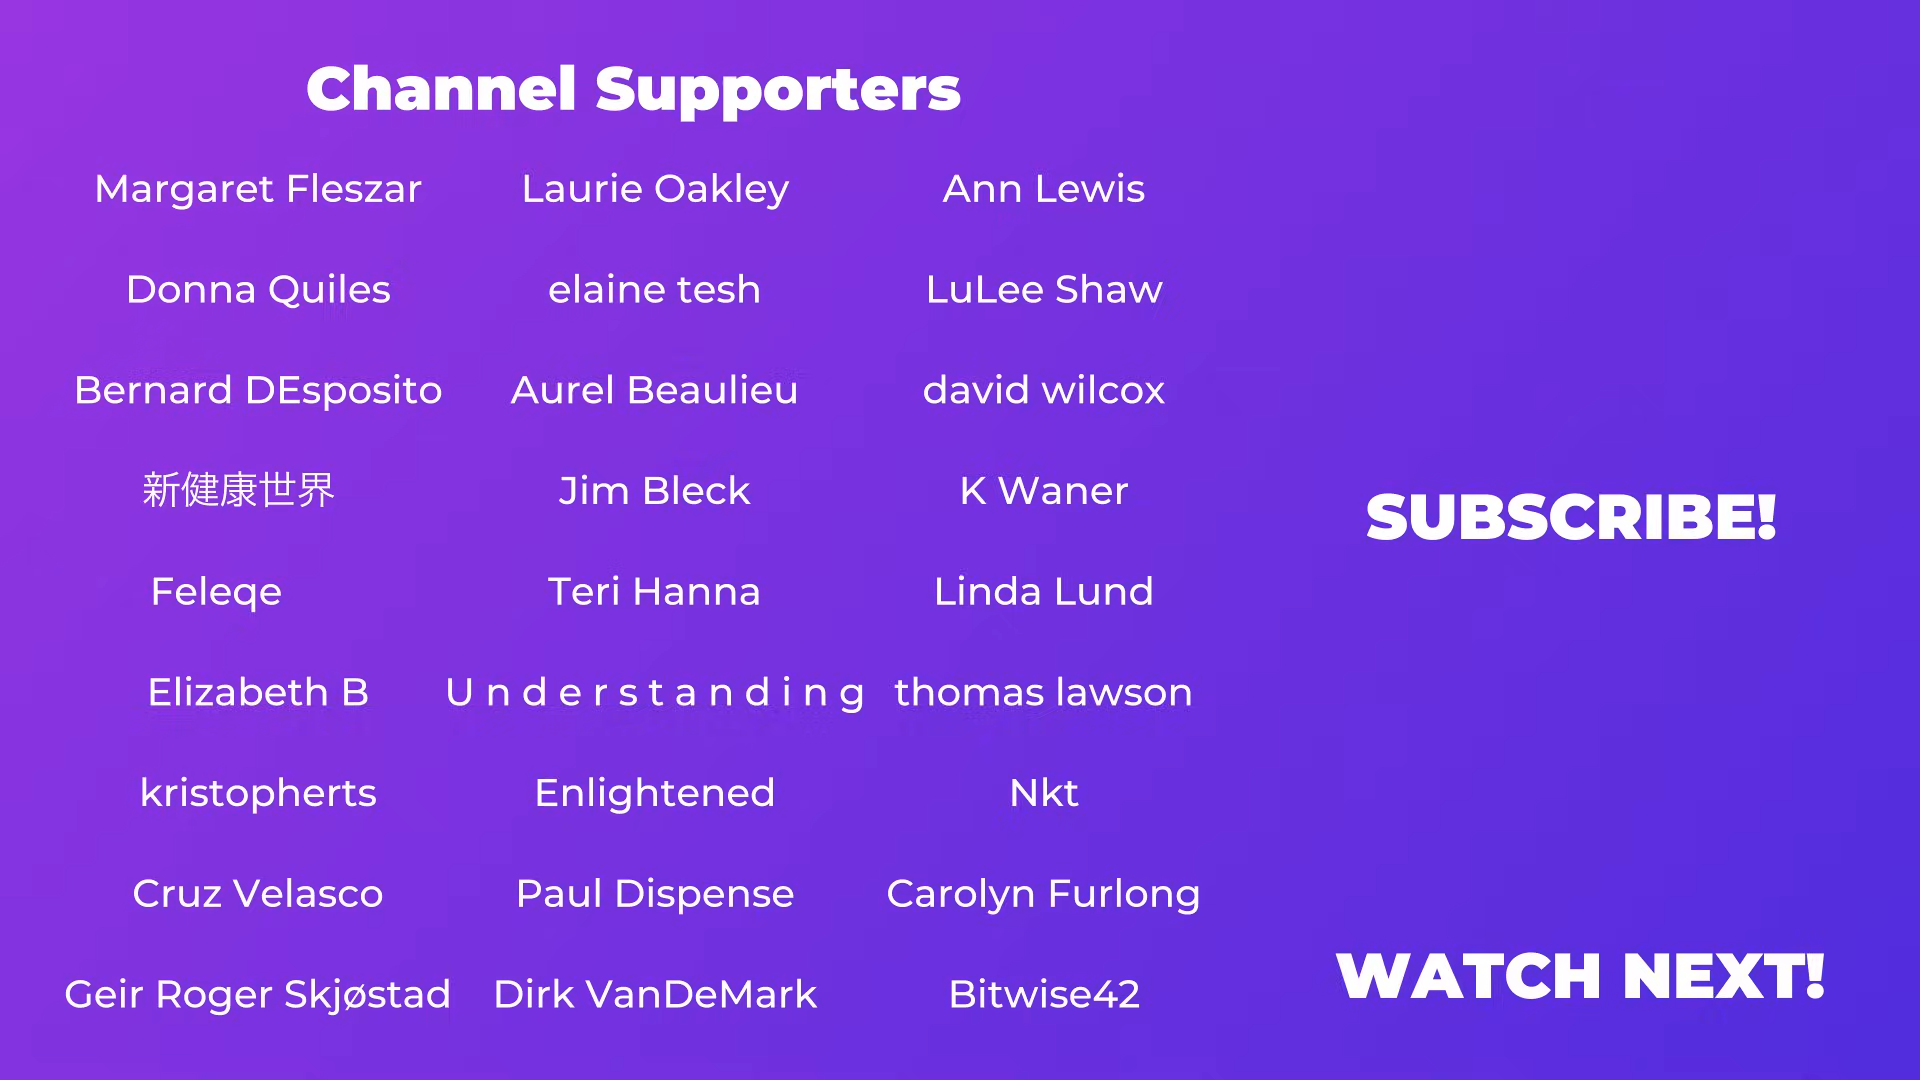 Channel Supporters
Margaret Fleszar
Laurie Oakley
Ann Lewis
Donna Quiles
elaine tesh
LuLee Shaw
Bernard DEsposito
Aurel Beaulieu
david wilcox
新健康世界
Jim Bleck
K Waner
Feleqe
Teri Hanna
Linda Lund
Elizabeth B
U n d e r s t a n d i n g
thomas lawson
kristopherts
Enlightened
Nkt
Cruz Velasco
Paul Dispense
Carolyn Furlong
Geir Roger Skjøstad
Dirk VanDeMark
Bitwise42
SUBSCRIBE!
WATCH NEXT!